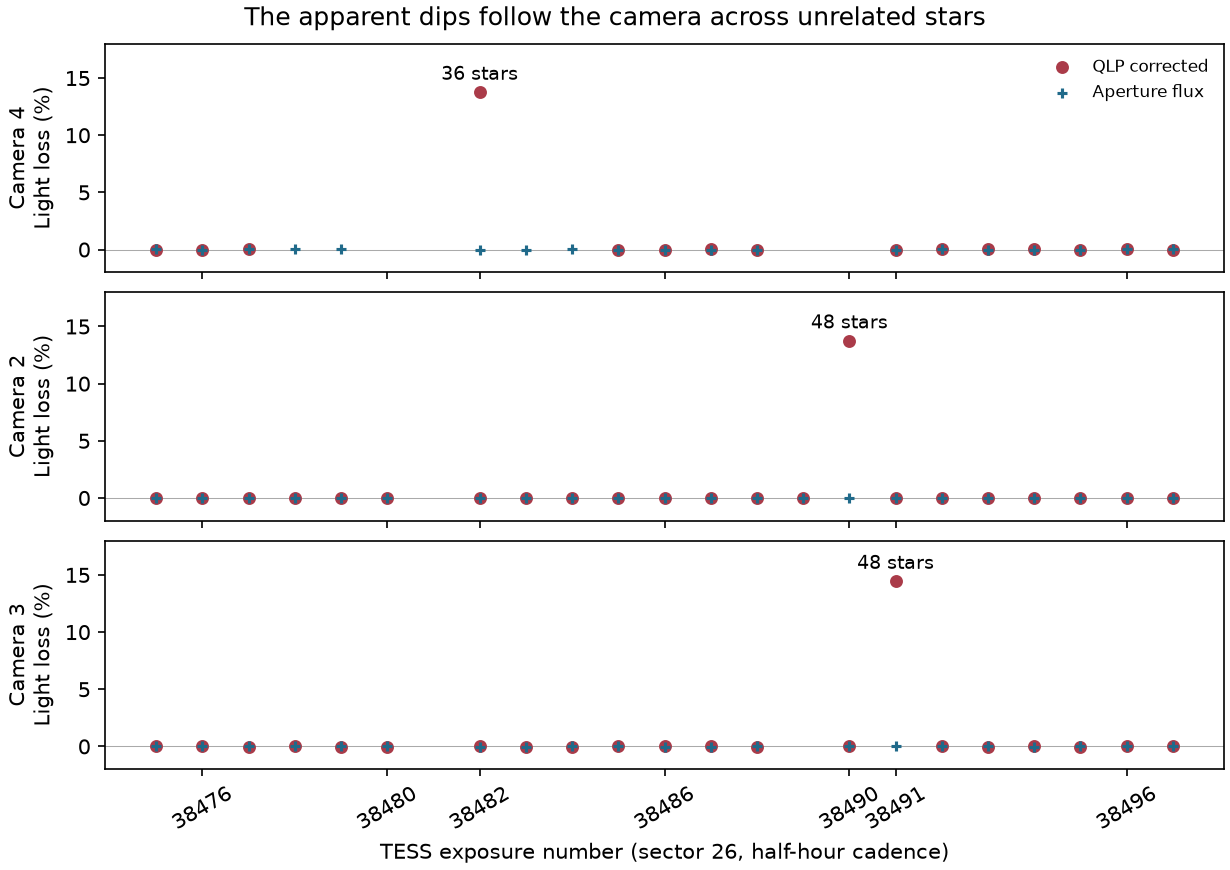 The apparent dips follow the camera across unrelated stars
Camera 4
Light loss (%)
15
10
5
0
36 stars
QLP corrected
Aperture flux
Camera 2
Light loss (%)
15
10
5
0
48 stars
Camera 3
Light loss (%)
15
10
5
0
48 stars
38476
38480
38482
38486
38490
38491
38496
TESS exposure number (sector 26, half-hour cadence)